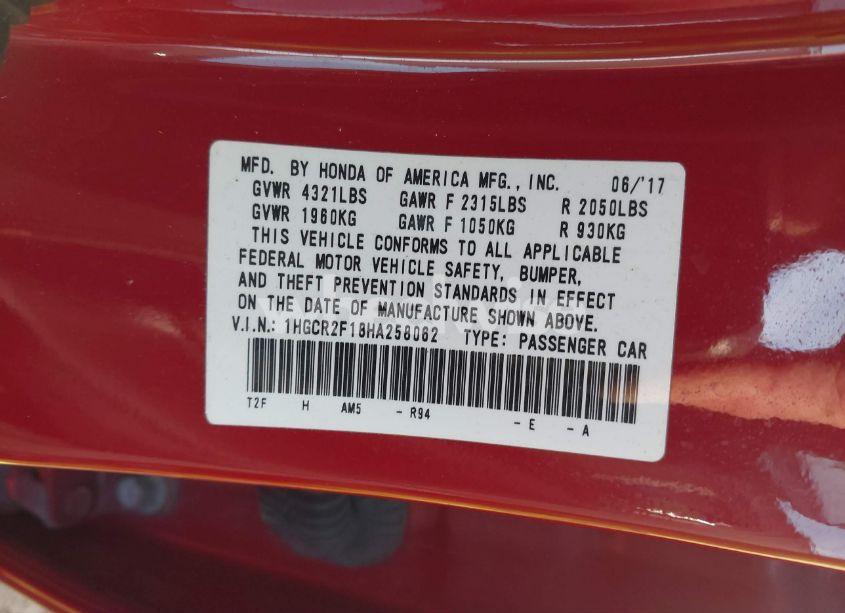 MFD. BY HONDA OF AMERICA MFG., INC. 06/'17
GVWR 4321LBS GAWR F 2315LBS R 2050LBS
GVWR 1960KG GAWR F 1050KG R 930KG
THIS VEHICLE CONFORMS TO ALL APPLICABLE
FEDERAL MOTOR VEHICLE SAFETY, BUMPER,
AND THEFT PREVENTION STANDARDS IN EFFECT
ON THE DATE OF MANUFACTURE SHOWN ABOVE.
V.I.N.: 1HGCR2F18HA258062 TYPE: PASSENGER CAR
T2F H AM5 - R94 - E - A